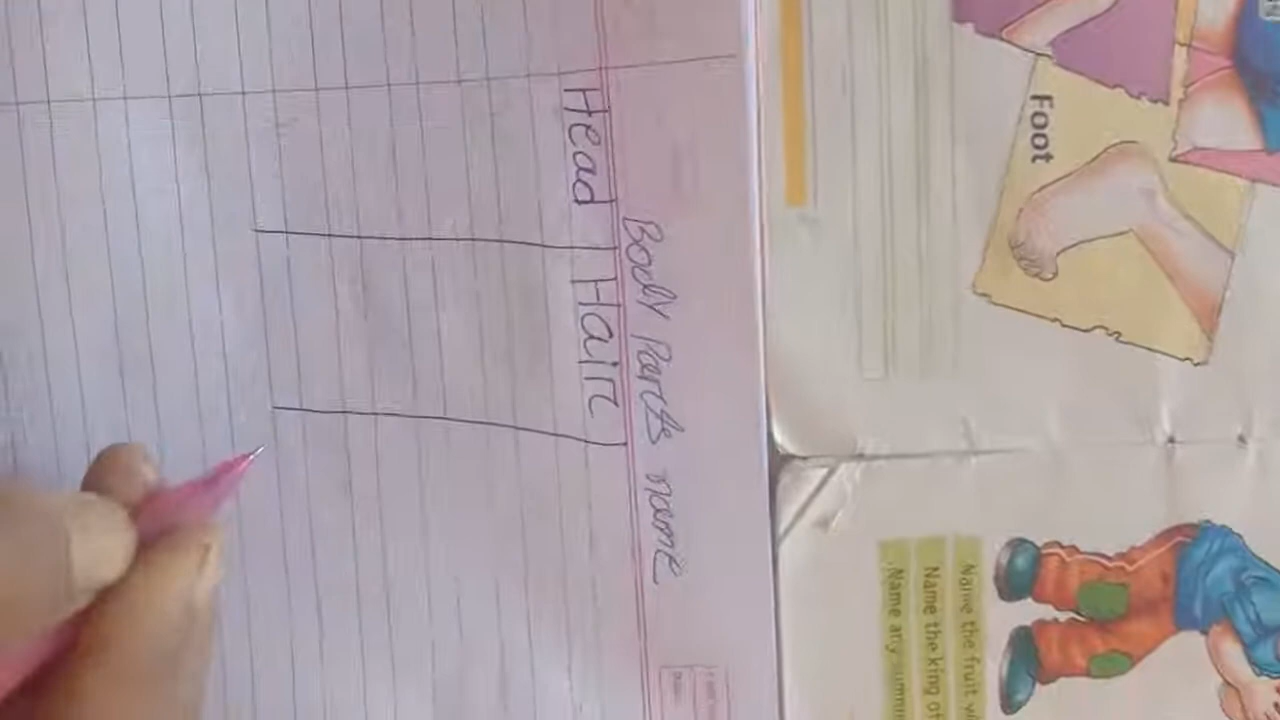 Body Parts name
Head Hair
Foot
Name the fruit
Name the king of
Name any